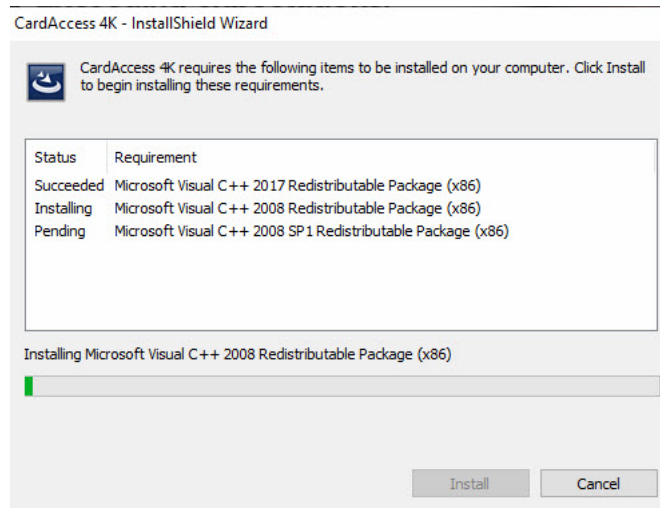 CardAccess 4K - InstallShield Wizard
CardAccess 4K requires the following items to be installed on your computer. Click Install
to begin installing these requirements.
Status Requirement
Succeeded Microsoft Visual C++ 2017 Redistributable Package (x86)
Installing Microsoft Visual C++ 2008 Redistributable Package (x86)
Pending Microsoft Visual C++ 2008 SP1 Redistributable Package (x86)
Installing Microsoft Visual C++ 2008 Redistributable Package (x86)
Install Cancel